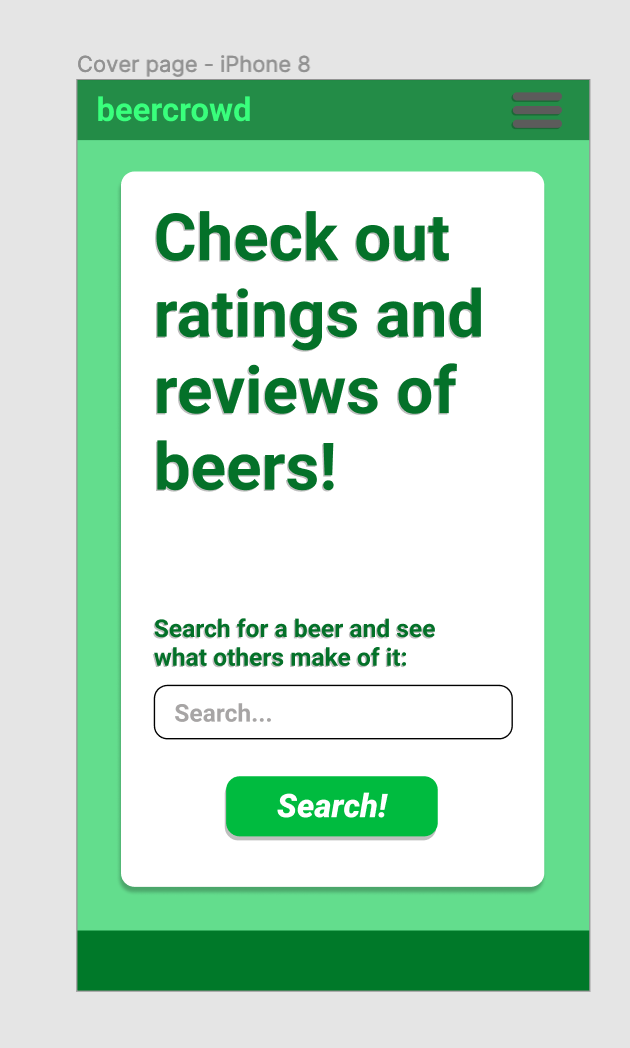 Cover page - iPhone 8
beercrowd
Check out
ratings and
reviews of
beers!
Search for a beer and see
what others make of it:
Search...
Search!